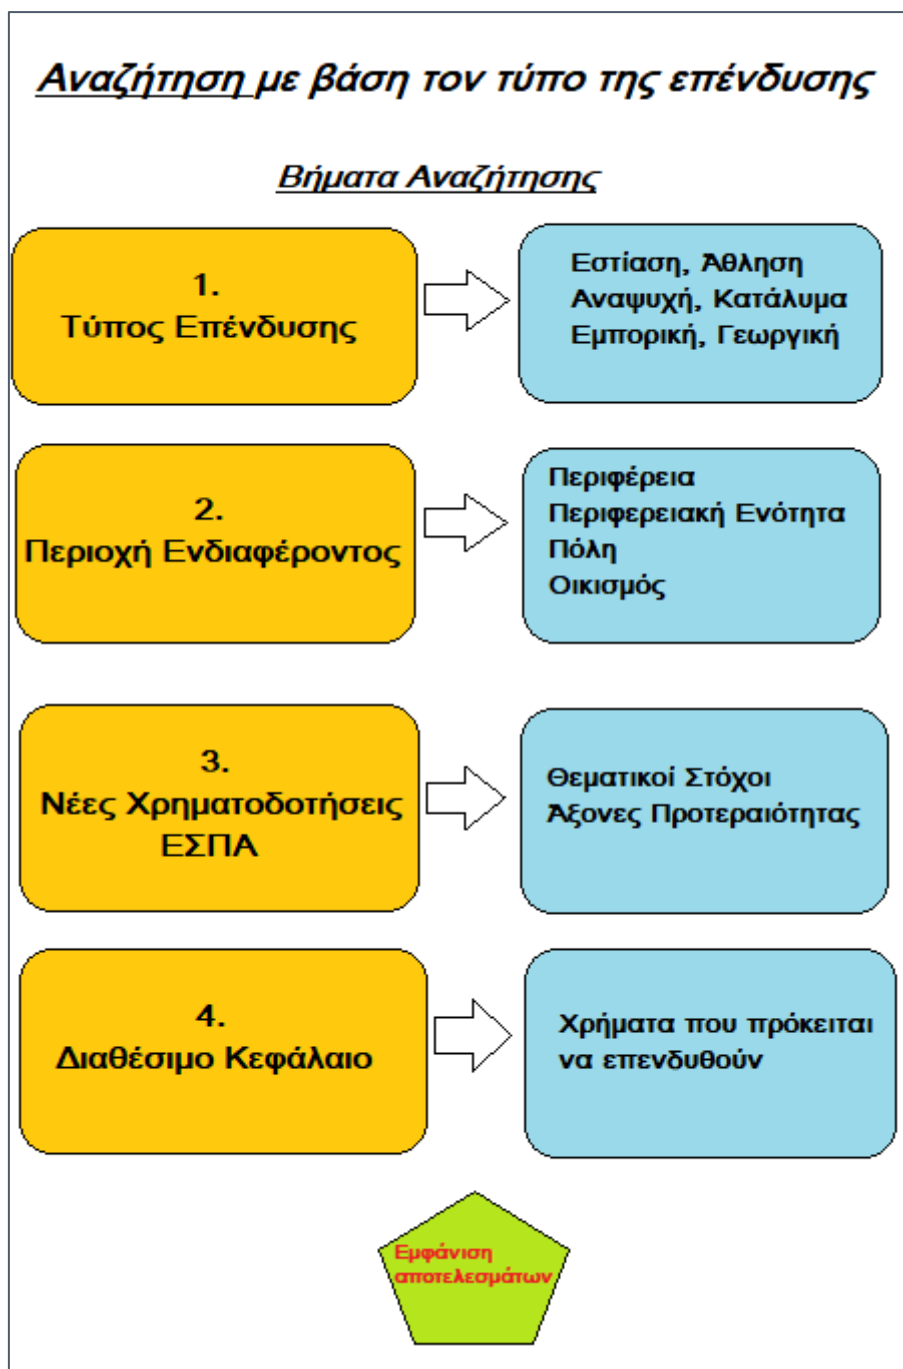 Αναζήτηση με βάση τον τύπο της επένδυσης
Βήματα Αναζήτησης
1.
Τύπος Επένδυσης
Εστίαση, Άθληση
Αναψυχή, Κατάλυμα
Εμπορική, Γεωργική
2.
Περιοχή Ενδιαφέροντος
Περιφέρεια
Περιφερειακή Ενότητα
Πόλη
Οικισμός
3.
Νέες Χρηματοδοτήσεις
ΕΣΠΑ
Θεματικοί Στόχοι
Άξονες Προτεραιότητας
4.
Διαθέσιμο Κεφάλαιο
Χρήματα που πρόκειται
να επενδυθούν
Εμφάνιση
αποτελεσμάτων